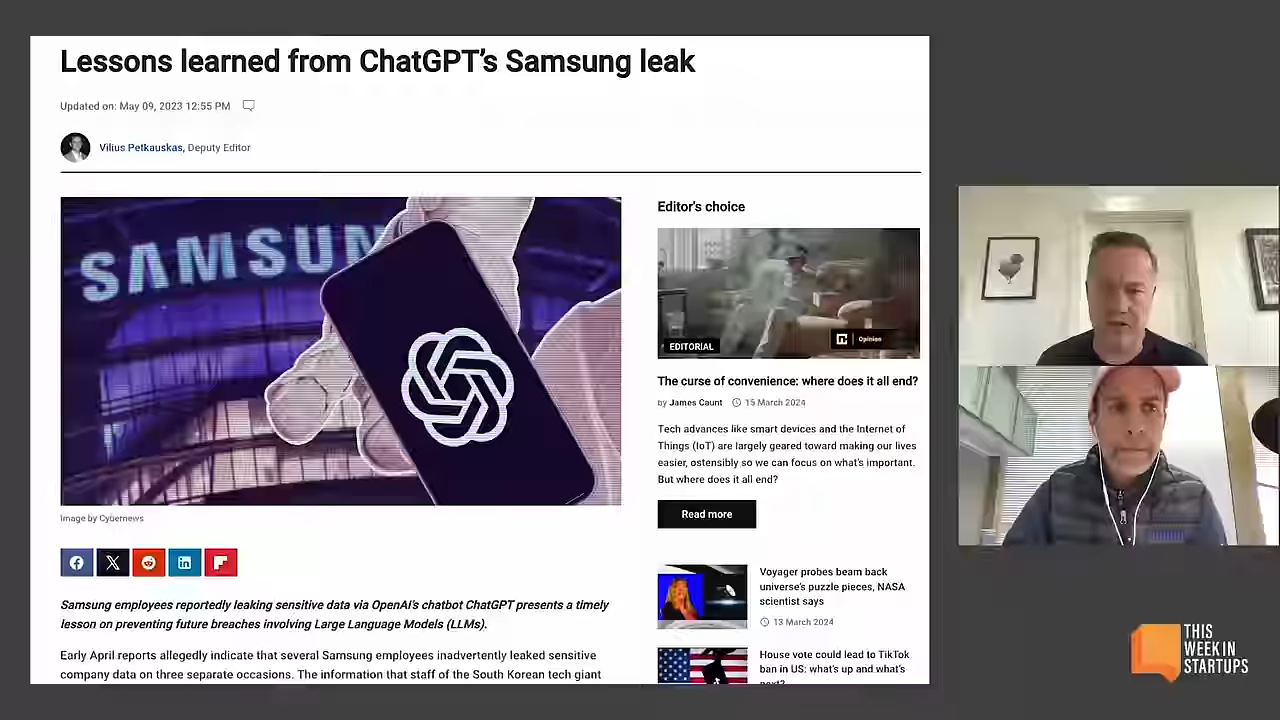 Lessons learned from ChatGPT's Samsung leak
Updated on: May 09, 2023 12:55 PM
Vilius Petkauskas, Deputy Editor
SAMSUN
Image by Cybernews
Samsung employees reportedly leaking sensitive data via OpenAI's chatbot ChatGPT presents a timely
lesson on preventing future breaches involving Large Language Models (LLMs).
Early April reports allegedly indicate that several Samsung employees inadvertently leaked sensitive
company data on three separate occasions. The information that staff of the South Korean tech giant
Editor's choice
EDITORIAL
Opinion
The curse of convenience: where does it all end?
by James Caunt 15 March 2024
Tech advances like smart devices and the Internet of
Things (IoT) are largely geared toward making our lives
easier, ostensibly so we can focus on what's important.
But where does it all end?
Read more
Voyager probes beam back
universe's puzzle pieces, NASA
scientist says
13 March 2024
House vote could lead to TikTok
ban in US: what's up and what's
next?
THIS
WEEK IN
STARTUPS